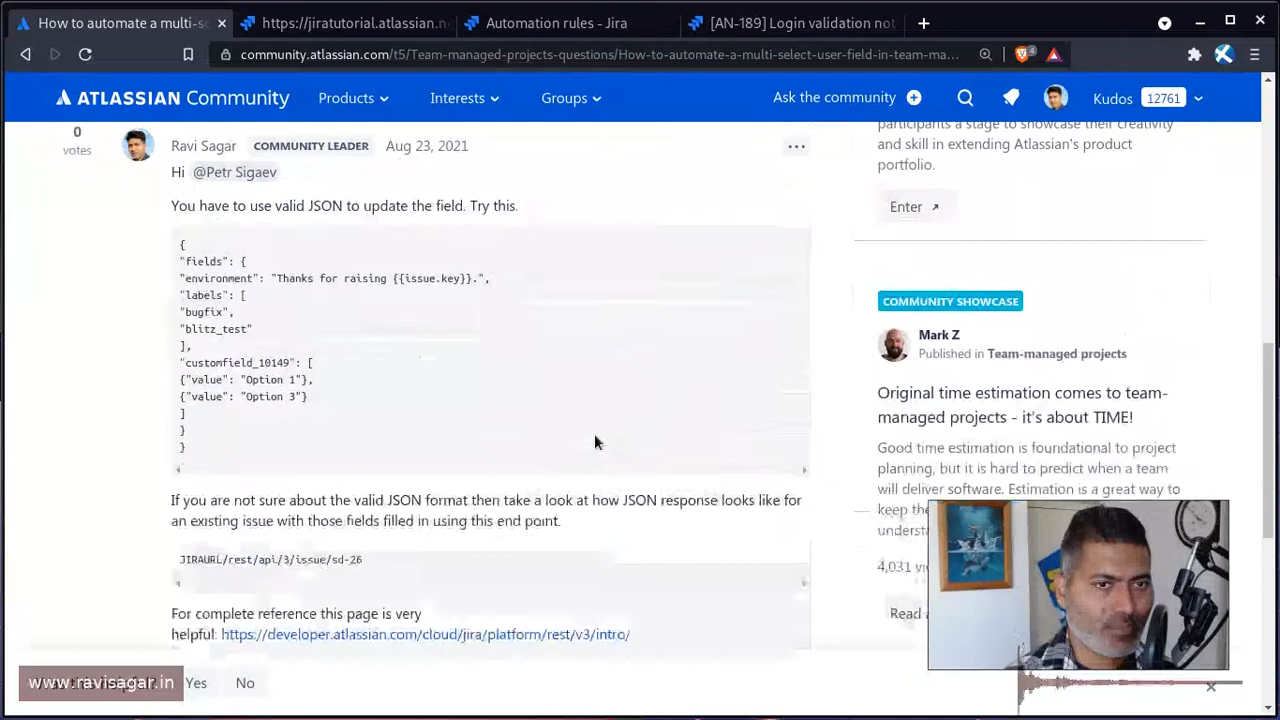 How to automate a multi-se
https://jiratutorial.atlassian.ne
Automation rules - Jira
[AN-189] Login validation not
community.atlassian.com/t5/Team-managed-projects-questions/How-to-automate-a-multi-select-user-field-in-team-ma...
4
ATLASSIAN Community
Products
Interests
Groups
Ask the community
Kudos
12761
0
votes
Ravi Sagar
COMMUNITY LEADER
Aug 23, 2021
Hi @Petr Sigaev
You have to use valid JSON to update the field. Try this.
{
"fields": {
"environment": "Thanks for raising {{issue.key}}.",
"labels": [
"bugfix",
"blitz_test"
],
"customfield_10149": [
{"value": "Option 1"},
{"value": "Option 3"}
]
}
}
If you are not sure about the valid JSON format then take a look at how JSON response looks like for
an existing issue with those fields filled in using this end point.
JIRAURL/rest/api/3/issue/sd-26
For complete reference this page is very
helpful: https://developer.atlassian.com/cloud/jira/platform/rest/v3/intro/
Yes
No
participants a stage to showcase their creativity
and skill in extending Atlassian's product
portfolio.
Enter
COMMUNITY SHOWCASE
Mark Z
Published in Team-managed projects
Original time estimation comes to team-
managed projects - it's about TIME!
Good time estimation is foundational to project
planning, but it is hard to predict when a team
will deliver software. Estimation is a great way to
keep the
underst
4,031 vi
Read
www.ravisagar.in